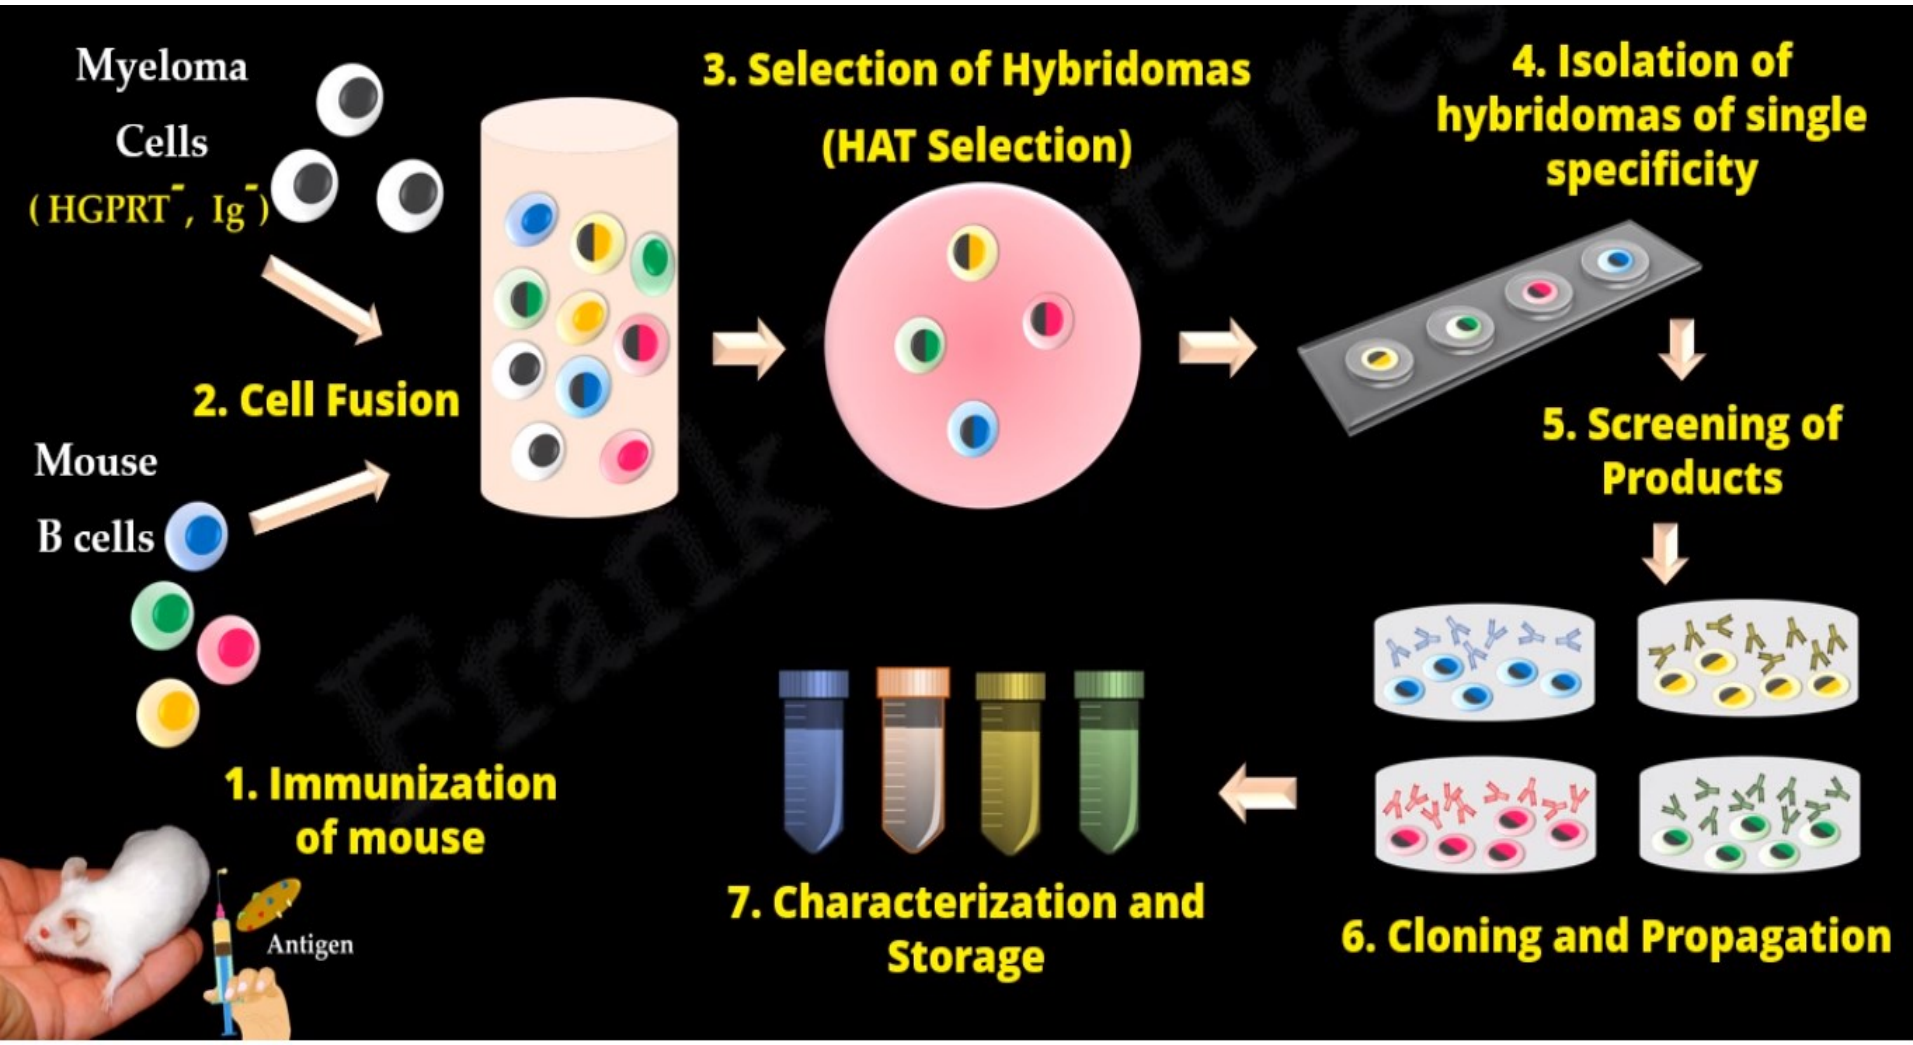 Myeloma
Cells
( HGPRT⁻, Ig⁻)
2. Cell Fusion
Mouse
B cells
1. Immunization
of mouse
Antigen
3. Selection of Hybridomas
(HAT Selection)
4. Isolation of
hybridomas of single
specificity
5. Screening of
Products
6. Cloning and Propagation
7. Characterization and
Storage
Frank